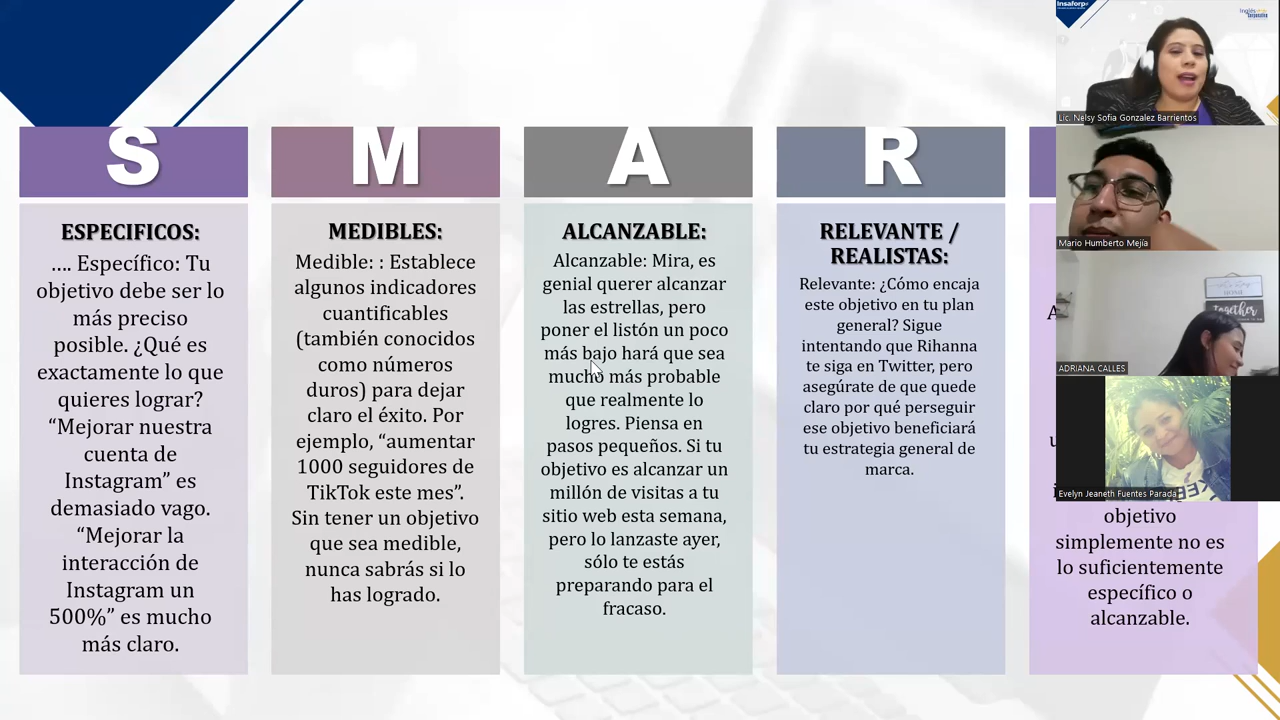 S
ESPECIFICOS:
.... Específico: Tu
objetivo debe ser lo
más preciso
posible. ¿Qué es
exactamente lo que
quieres lograr?
“Mejorar nuestra
cuenta de
Instagram” es
demasiado vago.
“Mejorar la
interacción de
Instagram un
500%” es mucho
más claro.
M
MEDIBLES:
Medible: : Establece
algunos indicadores
cuantificables
(también conocidos
como números
duros) para dejar
claro el éxito. Por
ejemplo, “aumentar
1000 seguidores de
TikTok este mes”.
Sin tener un objetivo
que sea medible,
nunca sabrás si lo
has logrado.
A
ALCANZABLE:
Alcanzable: Mira, es
genial querer alcanzar
las estrellas, pero
poner el listón un poco
más bajo hará que sea
mucho más probable
que realmente lo
logres. Piensa en
pasos pequeños. Si tu
objetivo es alcanzar un
millón de visitas a tu
sitio web esta semana,
pero lo lanzaste ayer,
sólo te estás
preparando para el
fracaso.
R
RELEVANTE /
REALISTAS:
Relevante: ¿Cómo encaja
este objetivo en tu plan
general? Sigue
intentando que Rihanna
te siga en Twitter, pero
asegúrate de que quede
claro por qué perseguir
ese objetivo beneficiará
tu estrategia general de
marca.
objetivo
simplemente no es
lo suficientemente
específico o
alcanzable.
Insaforp
Lic. Nelsy Sofia Gonzalez Barrientos
Mario Humberto Mejía
together
ADRIANA CALLES
Evelyn Jeaneth Fuentes Parada